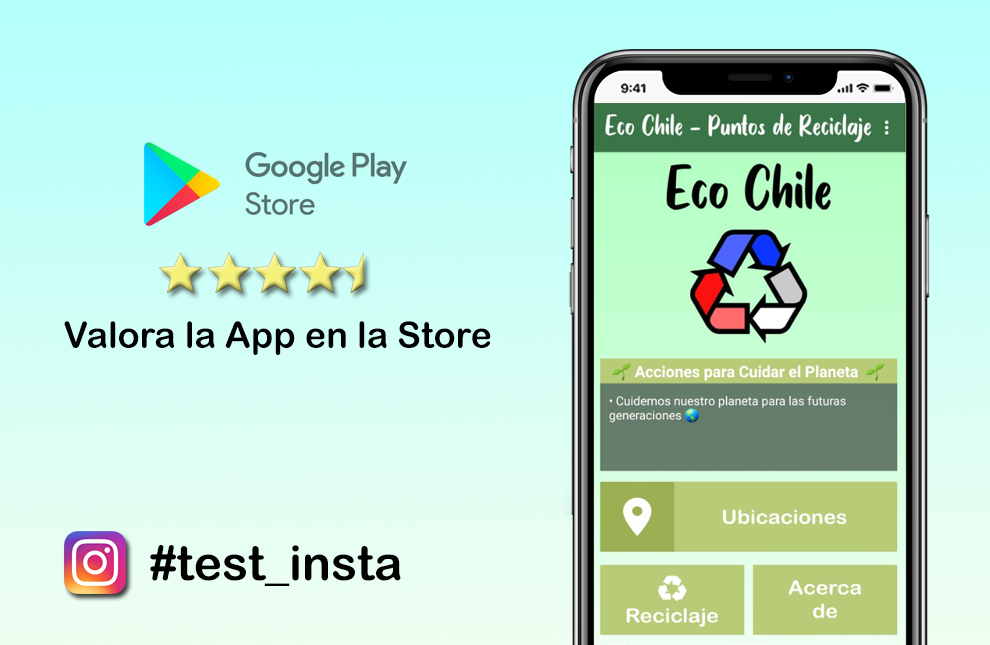 Google Play
Store
Valora la App en la Store
#test_insta
9:41
Eco Chile - Puntos de Reciclaje
Eco Chile
🌱 Acciones para Cuidar el Planeta 🌱
• Cuidemos nuestro planeta para las futuras
generaciones 🌏
Ubicaciones
Reciclaje
Acerca
de